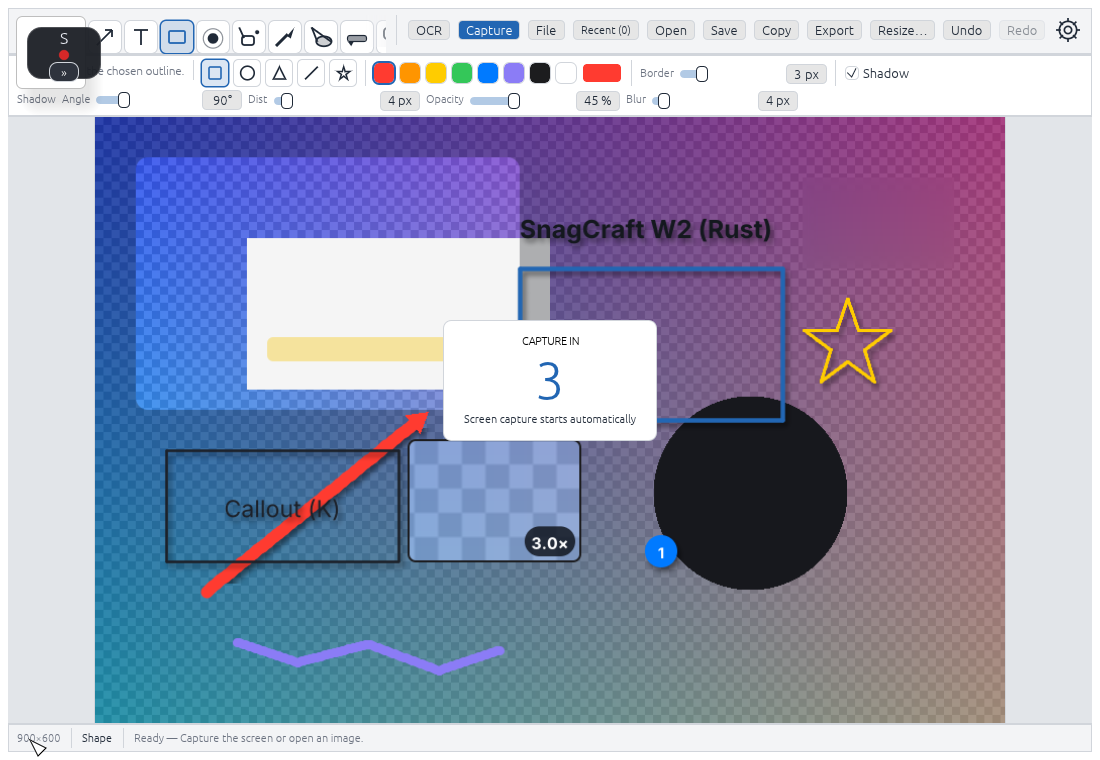 S
»
OCR Capture File Recent (0) Open Save Copy Export Resize... Undo Redo
chosen outline.
Border 3 px Shadow
Shadow Angle 90° Dist 4 px Opacity 45 % Blur 4 px
SnagCraft W2 (Rust)
CAPTURE IN
3
Screen capture starts automatically
Callout (K)
3.0×
1
900×600 Shape Ready — Capture the screen or open an image.